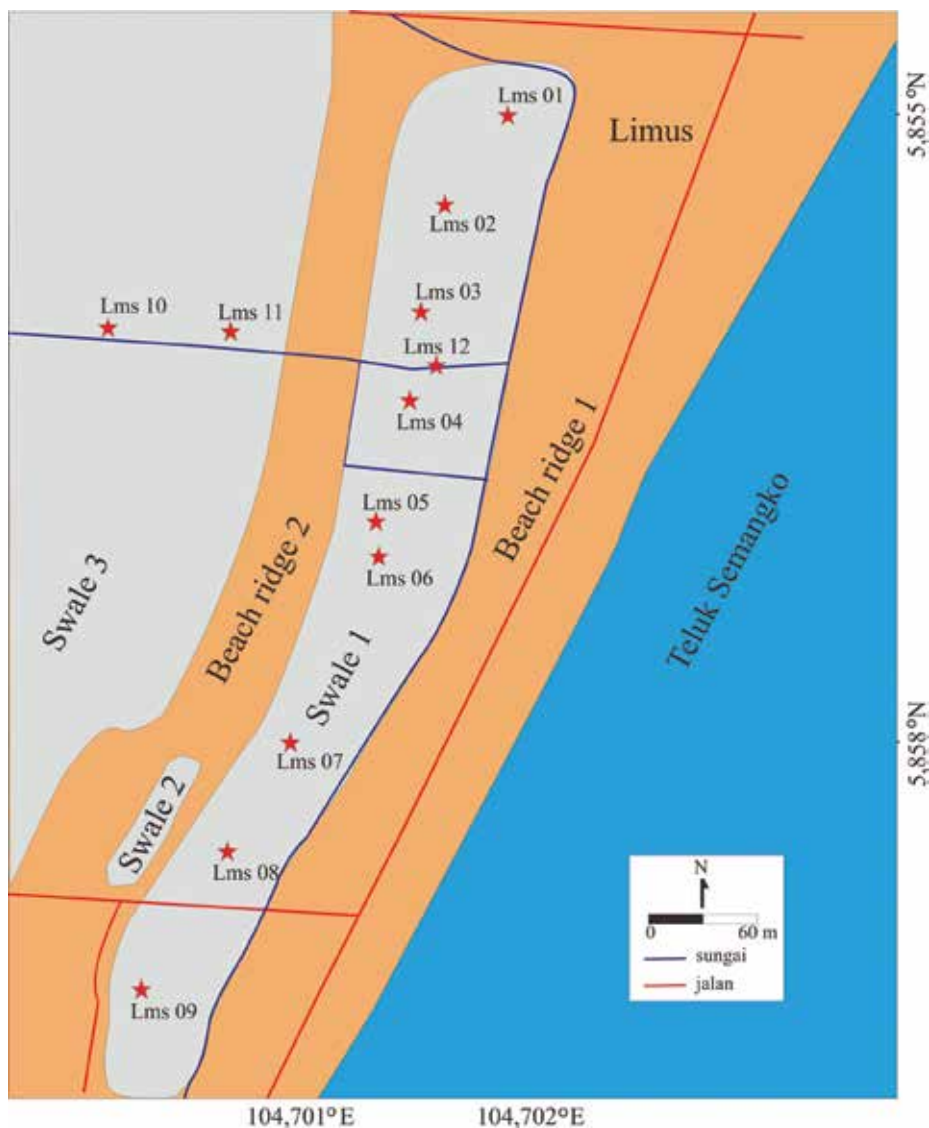 Lms 01
5,855°N
Limus
Lms 02
Lms 03
Lms 10
Lms 11
Lms 12
Lms 04
Beach ridge 1
Lms 05
Lms 06
Beach ridge 2
Swale 3
Swale 1
Teluk Semangko
Lms 07
5,858°N
Swale 2
Lms 08
N
0 60 m
sungai
jalan
Lms 09
104,701°E 104,702°E